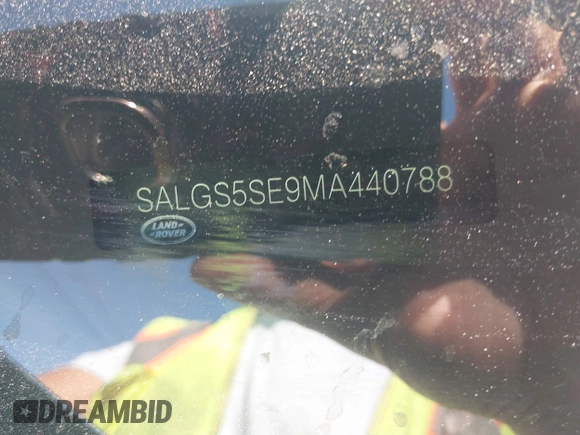 SALGS5SE9MA440788
LAND-
ROVER
DREAMBID